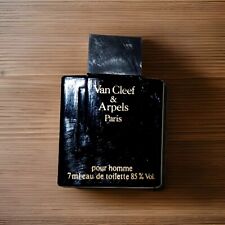 Van Cleef
&
Arpels
Paris
pour homme
7 ml eau de toilette 85 % Vol.